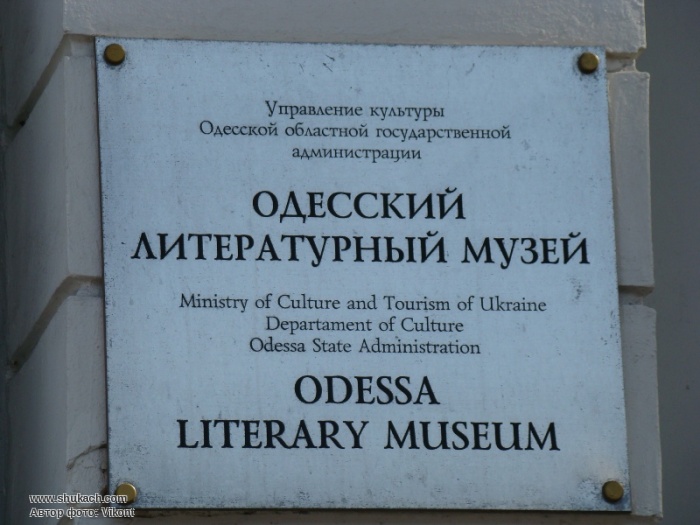 Управление культуры
Одесской областной государственной
администрации
ОДЕССКИЙ
ЛИТЕРАТУРНЫЙ МУЗЕЙ
Ministry of Culture and Tourism of Ukraine
Departament of Culture
Odessa State Administration
ODESSA
LITERARY MUSEUM
www.shukach.com
Автор фото: Vikont